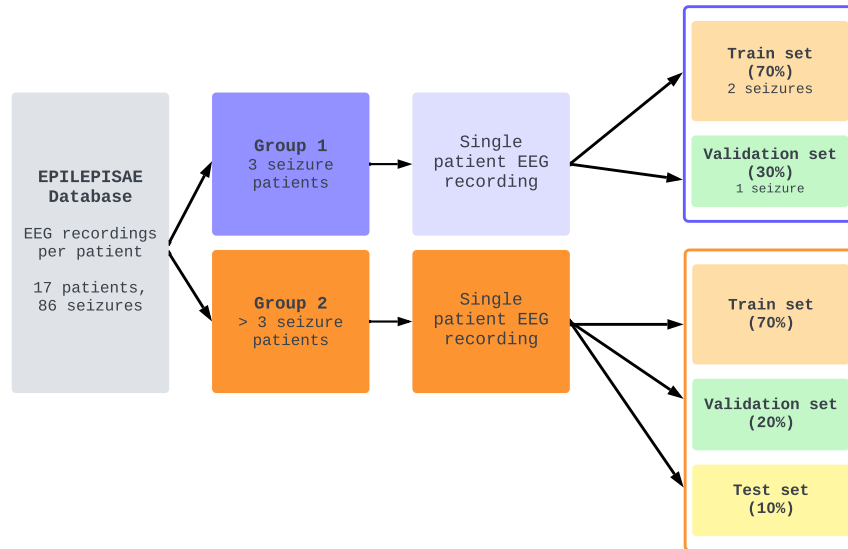 EPILEPISAE
Database
EEG recordings
per patient
17 patients,
86 seizures
Group 1
3 seizure
patients
Single
patient EEG
recording
Train set
(70%)
2 seizures
Validation set
(30%)
1 seizure
Group 2
> 3 seizure
patients
Single
patient EEG
recording
Train set
(70%)
Validation set
(20%)
Test set
(10%)